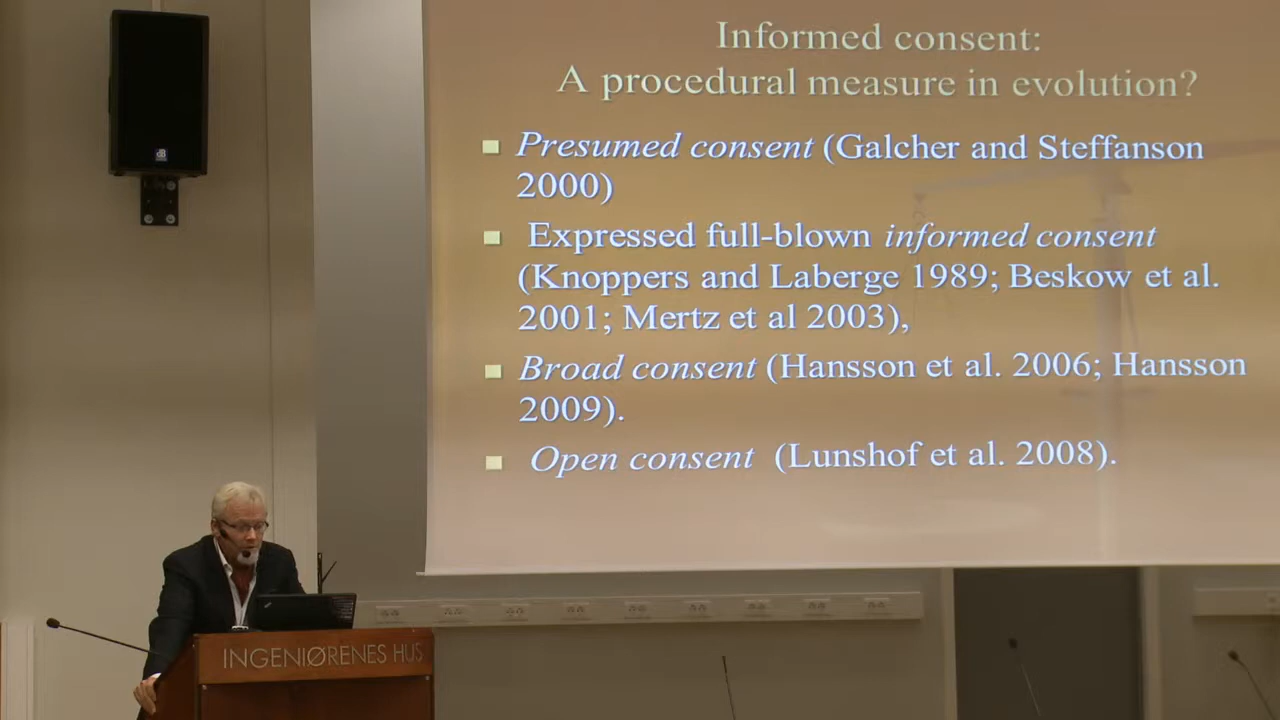 Informed consent:
A procedural measure in evolution?
Presumed consent (Galcher and Steffanson
2000)
Expressed full-blown informed consent
(Knoppers and Laberge 1989; Beskow et al.
2001; Mertz et al 2003),
Broad consent (Hansson et al. 2006; Hansson
2009).
Open consent (Lunshof et al. 2008).
INGENIØRENES HUS